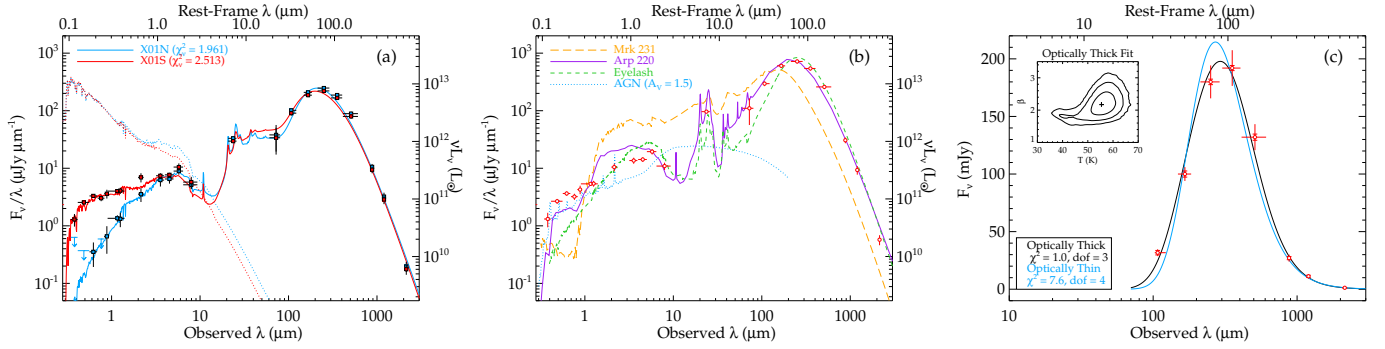 Rest-Frame λ (μm)
0.1 1.0 10.0 100.0
(a)
X01N (χ²ᵥ = 1.961)
X01S (χ²ᵥ = 2.513)
10³
10²
10¹
10⁰
10⁻¹
Fᵥ/λ (μJy μm⁻¹)
10¹³
10¹²
10¹¹
10¹⁰
νLᵥ (L⊙)
1 10 100 1000
Observed λ (μm)
Rest-Frame λ (μm)
0.1 1.0 10.0 100.0
(b)
Mrk 231
Arp 220
Eyelash
AGN (Aᵥ = 1.5)
10³
10²
10¹
10⁰
10⁻¹
Fᵥ/λ (μJy μm⁻¹)
10¹³
10¹²
10¹¹
10¹⁰
νLᵥ (L⊙)
1 10 100 1000
Observed λ (μm)
Rest-Frame λ (μm)
10 100
(c)
Optically Thick Fit
3
2
1
β
30 40 50 60 70
T (K)
200
150
100
50
0
Fᵥ (mJy)
Optically Thick
χ² = 1.0, dof = 3
Optically Thin
χ² = 7.6, dof = 4
10 100 1000
Observed λ (μm)